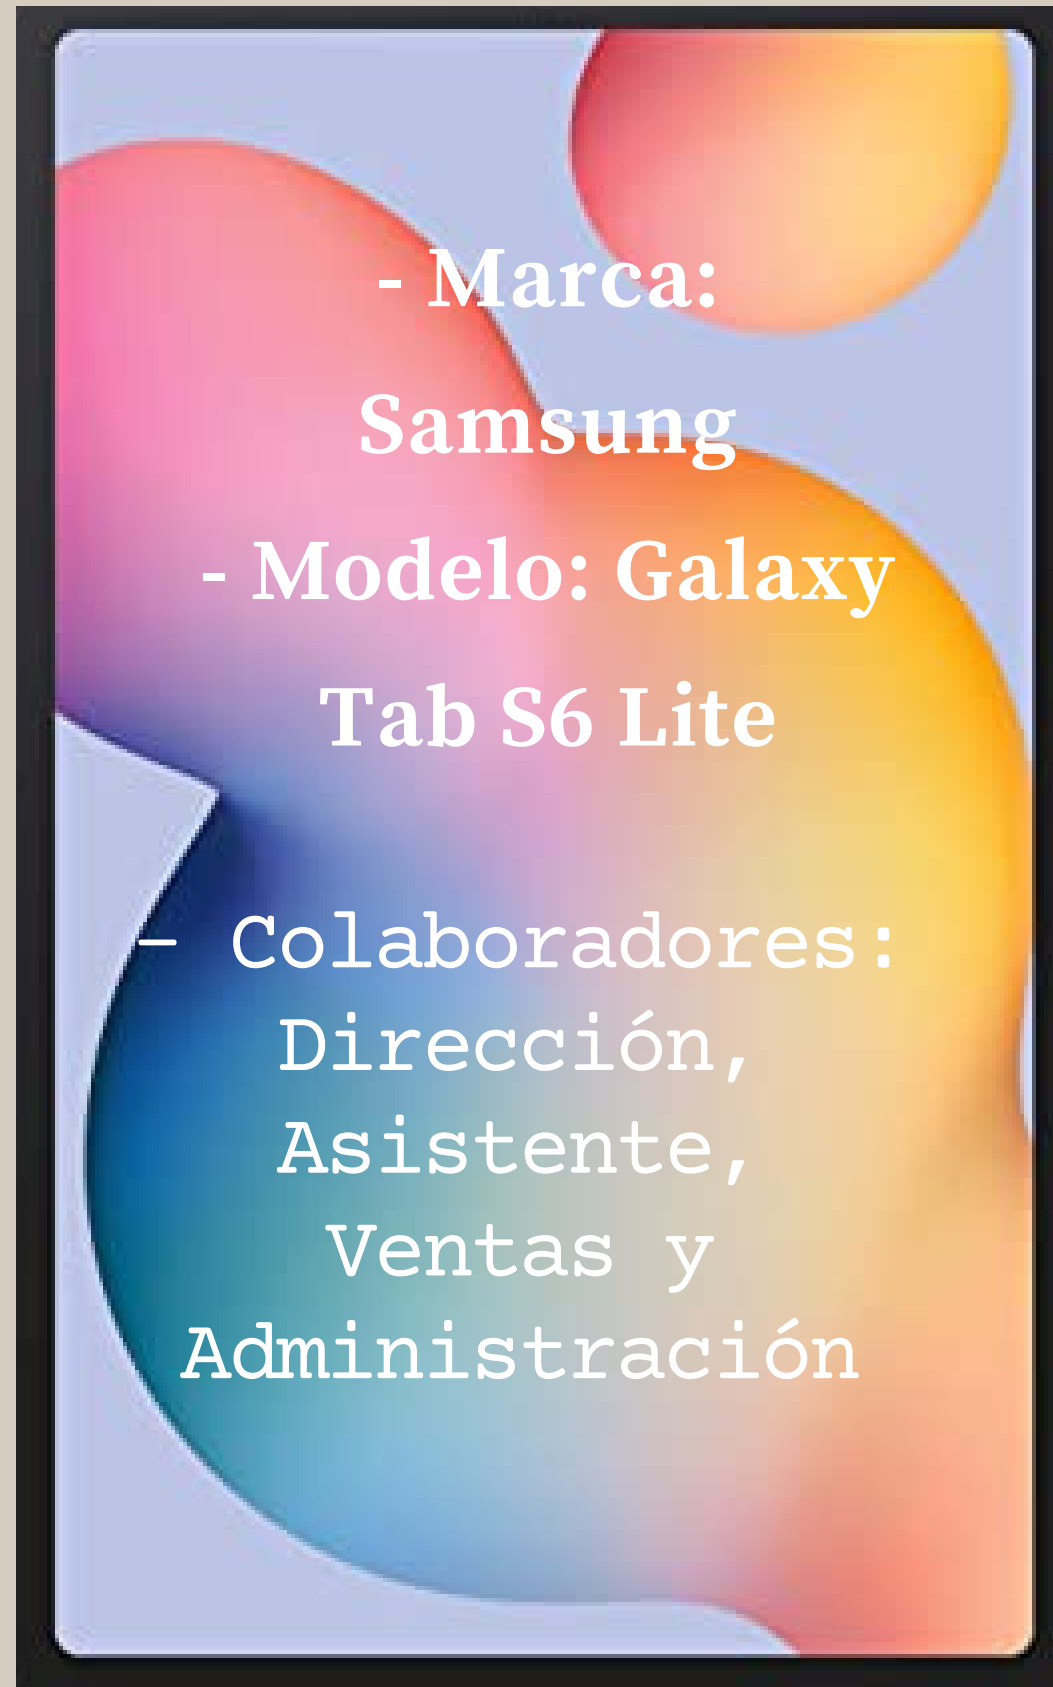 - Marca:
Samsung
- Modelo: Galaxy
Tab S6 Lite
- Colaboradores:
Dirección,
Asistente,
Ventas y
Administración